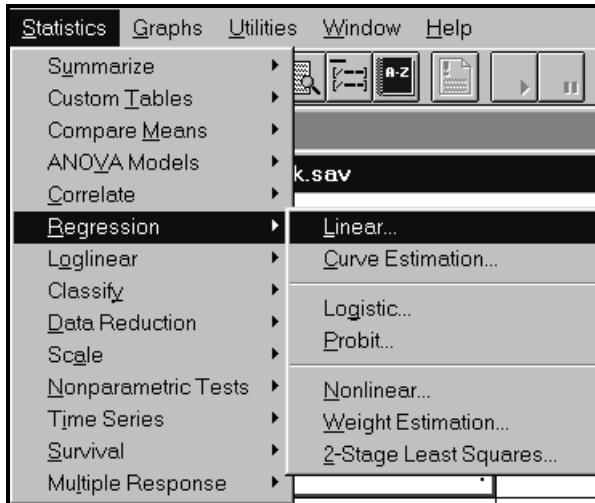 Statistics Graphs Utilities Window Help
Summarize
Custom Tables
Compare Means
ANOVA Models
Correlate
Regression
Loglinear
Classify
Data Reduction
Scale
Nonparametric Tests
Time Series
Survival
Multiple Response
A-Z
k.sav
Linear...
Curve Estimation...
Logistic...
Probit...
Nonlinear...
Weight Estimation...
2-Stage Least Squares...